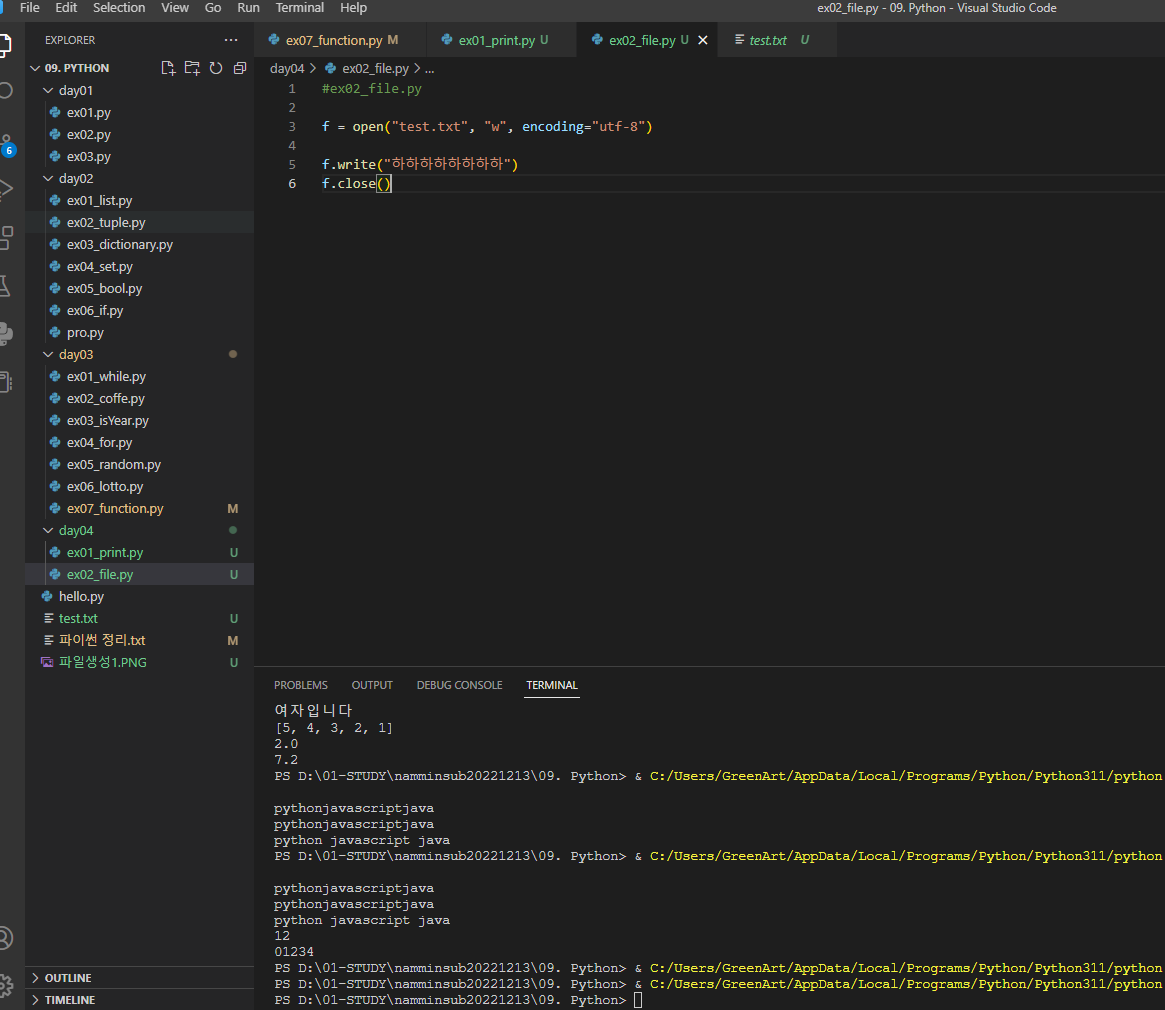 File Edit Selection View Go Run Terminal Help
ex02_file.py - 09. Python - Visual Studio Code
EXPLORER
09. PYTHON
day01
ex01.py
ex02.py
ex03.py
day02
ex01_list.py
ex02_tuple.py
ex03_dictionary.py
ex04_set.py
ex05_bool.py
ex06_if.py
pro.py
day03
ex01_while.py
ex02_coffe.py
ex03_isYear.py
ex04_for.py
ex05_random.py
ex06_lotto.py
ex07_function.py M
day04
ex01_print.py U
ex02_file.py U
hello.py
test.txt U
파이썬 정리.txt M
파일생성1.PNG U
OUTLINE
TIMELINE
6
ex07_function.py M ex01_print.py U ex02_file.py U test.txt U
day04 > ex02_file.py > ...
1 #ex02_file.py
2
3 f = open("test.txt", "w", encoding="utf-8")
4
5 f.write("하하하하하하하하")
6 f.close()
PROBLEMS OUTPUT DEBUG CONSOLE TERMINAL
여자입니다
[5, 4, 3, 2, 1]
2.0
7.2
PS D:\01-STUDY\namminsub20221213\09. Python> & C:/Users/GreenArt/AppData/Local/Programs/Python/Python311/python
pythonjavascriptjava
pythonjavascriptjava
python javascript java
PS D:\01-STUDY\namminsub20221213\09. Python> & C:/Users/GreenArt/AppData/Local/Programs/Python/Python311/python
pythonjavascriptjava
pythonjavascriptjava
python javascript java
12
01234
PS D:\01-STUDY\namminsub20221213\09. Python> & C:/Users/GreenArt/AppData/Local/Programs/Python/Python311/python
PS D:\01-STUDY\namminsub20221213\09. Python> & C:/Users/GreenArt/AppData/Local/Programs/Python/Python311/python
PS D:\01-STUDY\namminsub20221213\09. Python>